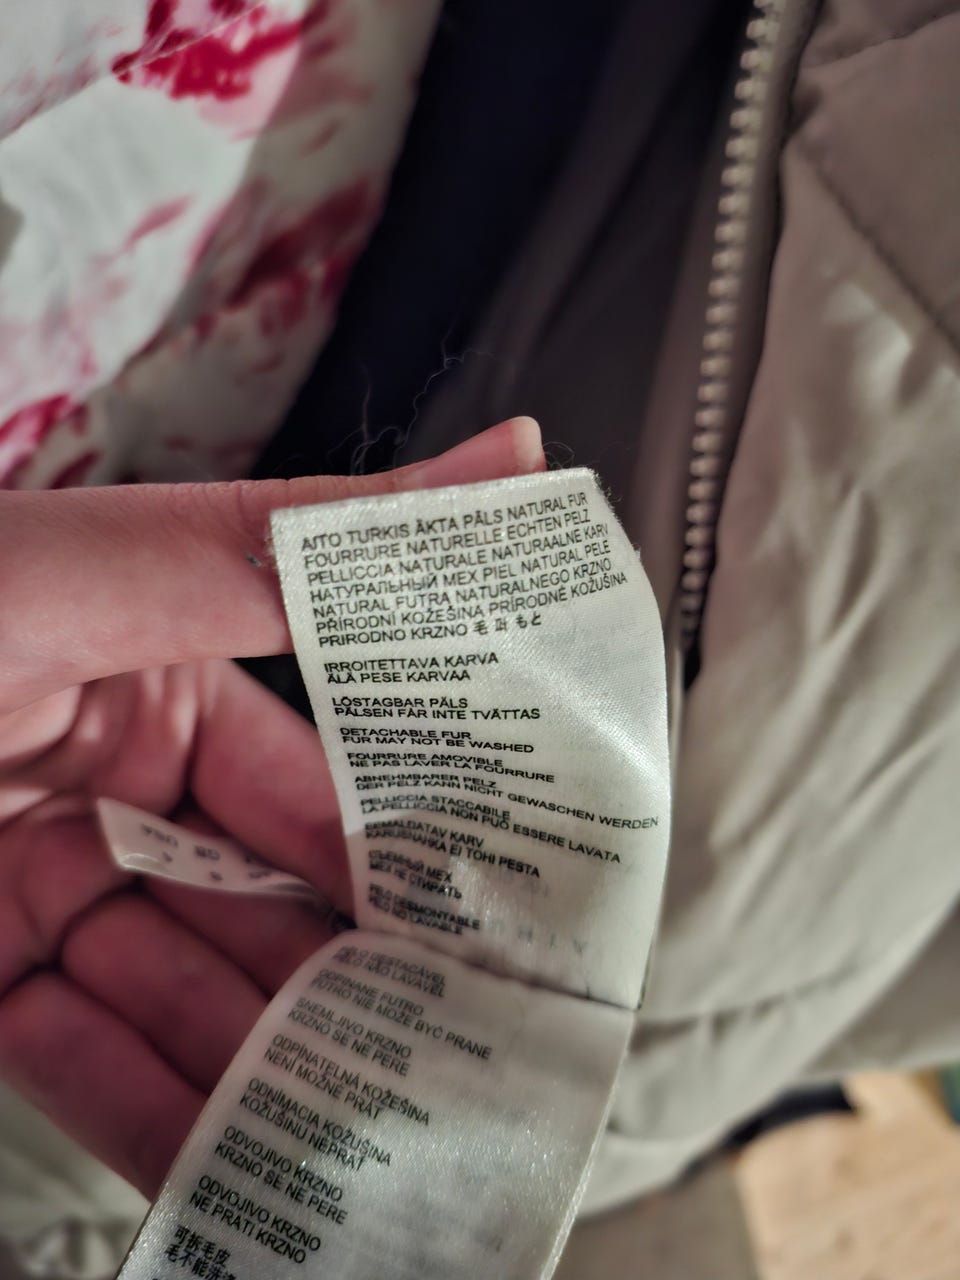 AITO TURKIS ÄKTA PÄLS NATURAL FUR
FOURRURE NATURELLE ECHTEN PELZ
PELLICCIA NATURALE NATURAALNE KARV
НАТУРАЛЬНЫЙ МЕХ PIEL NATURAL PELE
NATURAL FUTRA NATURALNEGO KRZNO
PŘÍRODNÍ KOŽEŠINA PRÍRODNÉ KOŽUŠINA
PRIRODNO KRZNO 毛
IRROITETTAVA KARVA
ÄLÄ PESE KARVAA
LÖSTAGBAR PÄLS
PÄLSEN FÅR INTE TVÄTTAS
DETACHABLE FUR
FUR MAY NOT BE WASHED
FOURRURE AMOVIBLE
NE PAS LAVER LA FOURRURE
ABNEHMBARER PELZ
DER PELZ KANN NICHT GEWASCHEN WERDEN
PELLICCIA STACCABILE
LA PELLICCIA NON PUÒ ESSERE LAVATA
EEMALDATAV KARV
KARUSNAHKA EI TOHI PESTA
СЪЕМНЫЙ МЕХ
МЕХ НЕ СТИРАТЬ
PELO DESMONTABLE
PELO NO LAVABLE
PÊLO DESTACÁVEL
PÊLO NÃO LAVÁVEL
ODPINANE FUTRO
FUTRO NIE MOŻE BYĆ PRANE
SNEMLJIVO KRZNO
KRZNO SE NE PERE
ODPÍNATELNÁ KOŽEŠINA
NENÍ MOŽNÉ PRÁT
ODNÍMACIA KOŽUŠINA
KOŽUŠINU NEPRAŤ
ODVOJIVO KRZNO
KRZNO SE NE PERE
ODVOJIVO KRZNO
NE PRATI KRZNO
可拆毛皮
毛不能洗涤
USA
GB